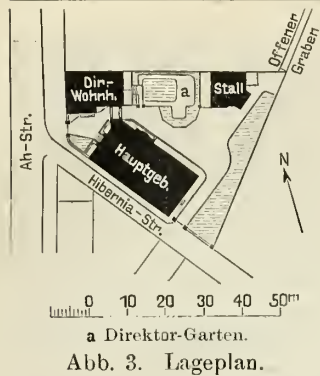 Offener
Graben
Dir.-
Wohnh.
a
Stall
Ah-Str.
Hauptgeb.
Hibernia-Str.
N
0 10 20 30 40 50m
a Direktor-Garten.
Abb. 3. Lageplan.